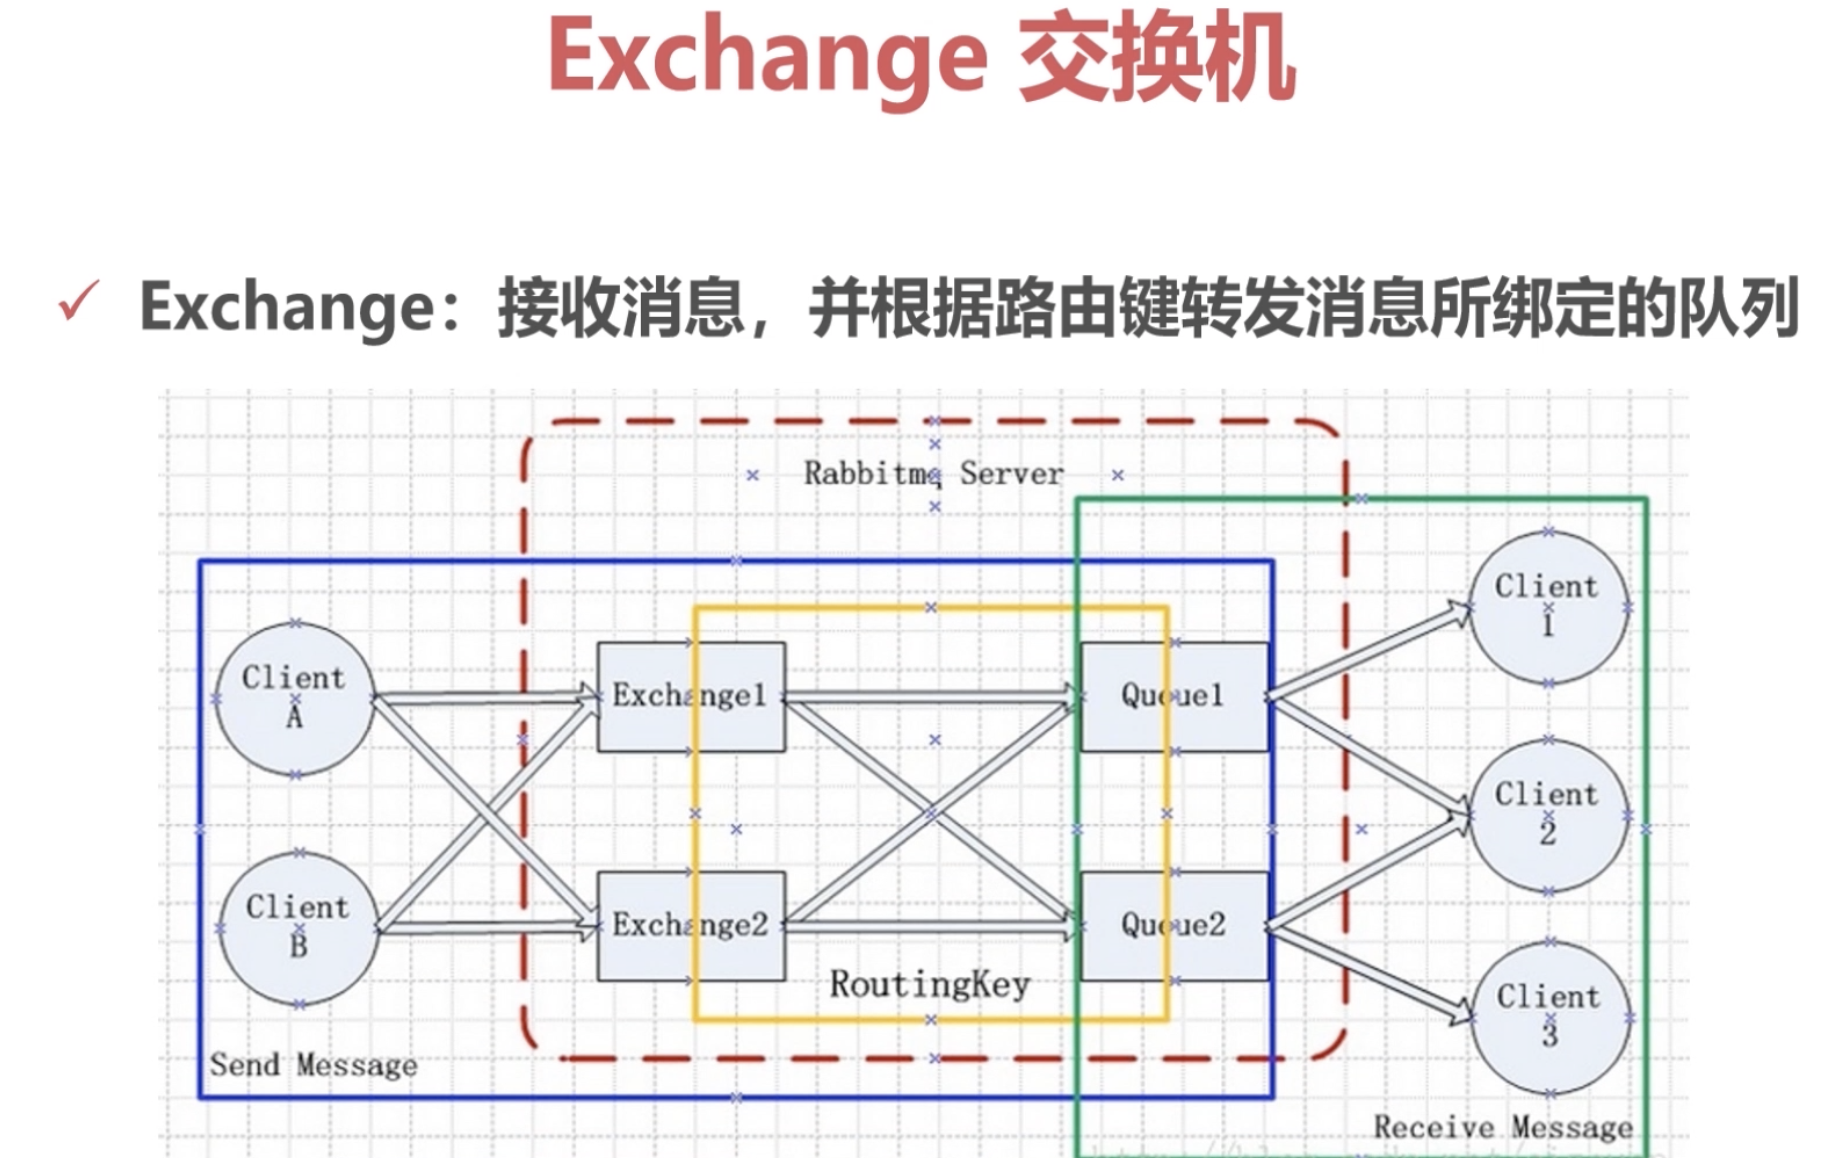 Exchange 交换机
✓ Exchange：接收消息，并根据路由键转发消息所绑定的队列
Rabbitmq Server
Client
A
Client
B
Exchange1
Exchange2
RoutingKey
Queue1
Queue2
Client
1
Client
2
Client
3
Send Message
Receive Message